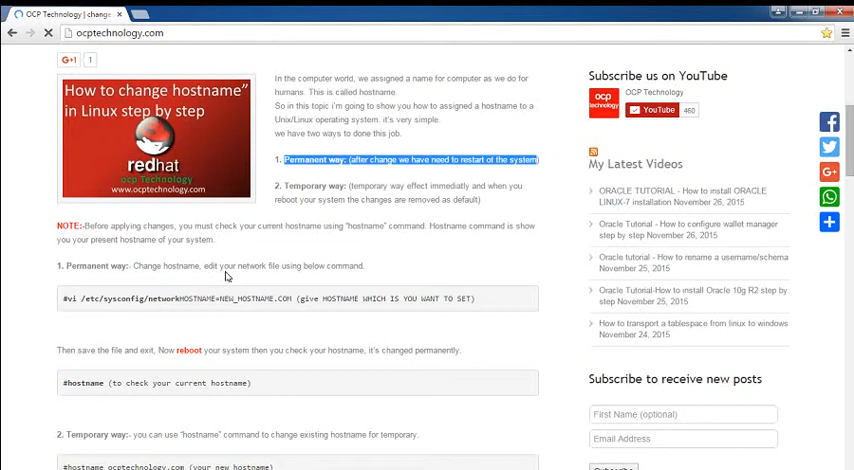 OCP Technology | change
ocptechnology.com
G+1 1
How to change hostname"
in Linux step by step
redhat
ocp Technology
www.ocptechnology.com
In the computer world, we assigned a name for computer as we do for
humans. This is called hostname.
So in this topic i'm going to show you how to assigned a hostname to a
Unix/Linux operating system. it's very simple.
we have two ways to done this job.
1. Permanent way: (after change we have need to restart ot the system)
2. Temporary way: (temporary way effect immediatly and when you
reboot your system the changes are removed as default)
NOTE:-Before applying changes, you must check your current hostname using "hostname" command. Hostname command is show
you your present hostname of your system.
1. Permanent way:- Change hostname, edit your network file using below command.
#vi /etc/sysconfig/networkHOSTNAME=NEW_HOSTNAME.COM (give HOSTNAME WHICH IS YOU WANT TO SET)
Then save the file and exit, Now reboot your system then you check your hostname, it's changed permanently.
#hostname (to check your current hostname)
2. Temporary way:- you can use "hostname" command to change existing hostname for temporary.
#hostname ocptechnology.com (your new hostname)
Subscribe us on YouTube
ocp
Technology
OCP Technology
YouTube 460
My Latest Videos
ORACLE TUTORIAL - How to install ORACLE
LINUX-7 installation November 26, 2015
Oracle Tutorial - How to configure wallet manager
step by step November 26, 2015
Oracle tutorial - How to rename a username/schema
November 25, 2015
Oracle Tutorial-How to install Oracle 10g R2 step by
step November 25, 2015
How to transport a tablespace from linux to windows
November 24, 2015
Subscribe to receive new posts
First Name (optional)
Email Address
Subscribe